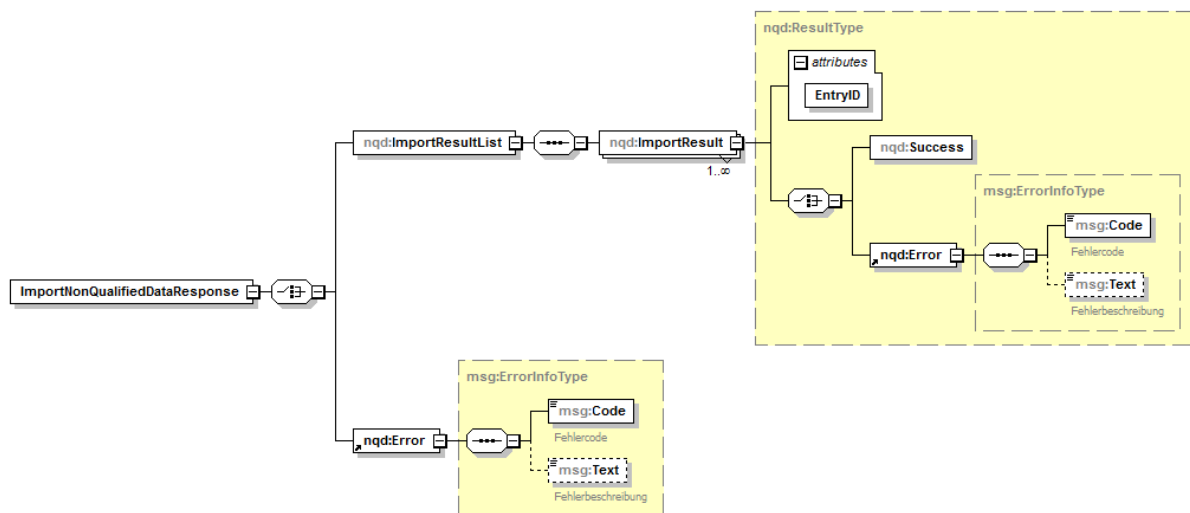 nqd:ResultType
attributes
EntryID
nqd:ImportResultList
nqd:ImportResult
1..∞
nqd:Success
msg:ErrorInfoType
msg:Code
Fehlercode
nqd:Error
msg:Text
Fehlerbeschreibung
ImportNonQualifiedDataResponse
msg:ErrorInfoType
msg:Code
Fehlercode
nqd:Error
msg:Text
Fehlerbeschreibung